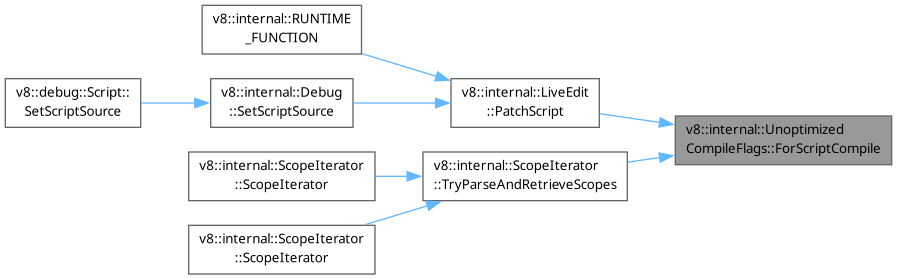 v8::internal::RUNTIME
_FUNCTION
v8::debug::Script::
SetScriptSource
v8::internal::Debug
::SetScriptSource
v8::internal::LiveEdit
::PatchScript
v8::internal::Unoptimized
CompileFlags::ForScriptCompile
v8::internal::ScopeIterator
::ScopeIterator
v8::internal::ScopeIterator
::TryParseAndRetrieveScopes
v8::internal::ScopeIterator
::ScopeIterator